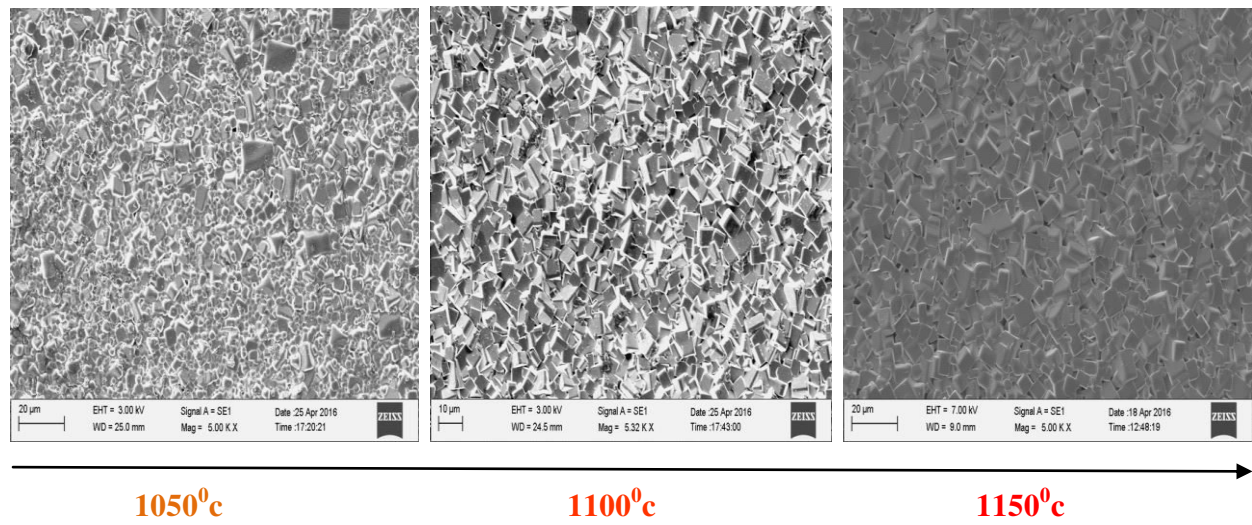 20 µm
EHT = 3.00 kV Signal A = SE1 Date :25 Apr 2016
WD = 25.0 mm Mag = 5.00 K X Time :17:20:21
ZEISS
10 µm
EHT = 3.00 kV Signal A = SE1 Date :25 Apr 2016
WD = 24.5 mm Mag = 5.32 K X Time :17:43:00
ZEISS
20 µm
EHT = 7.00 kV Signal A = SE1 Date :18 Apr 2016
WD = 9.0 mm Mag = 5.00 K X Time :12:48:19
ZEISS
1050⁰c 1100⁰c 1150⁰c